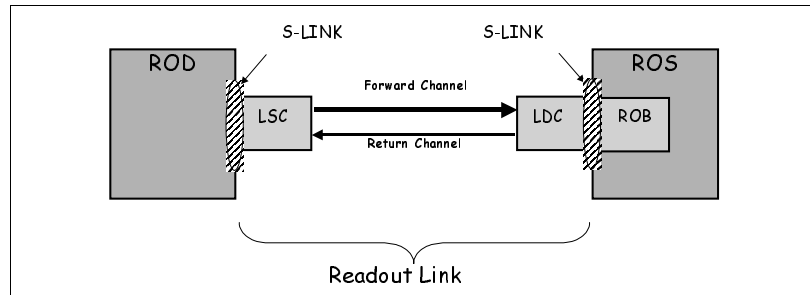 S-LINK
S-LINK
ROD
ROS
Forward Channel
LSC
LDC
ROB
Return Channel
Readout Link